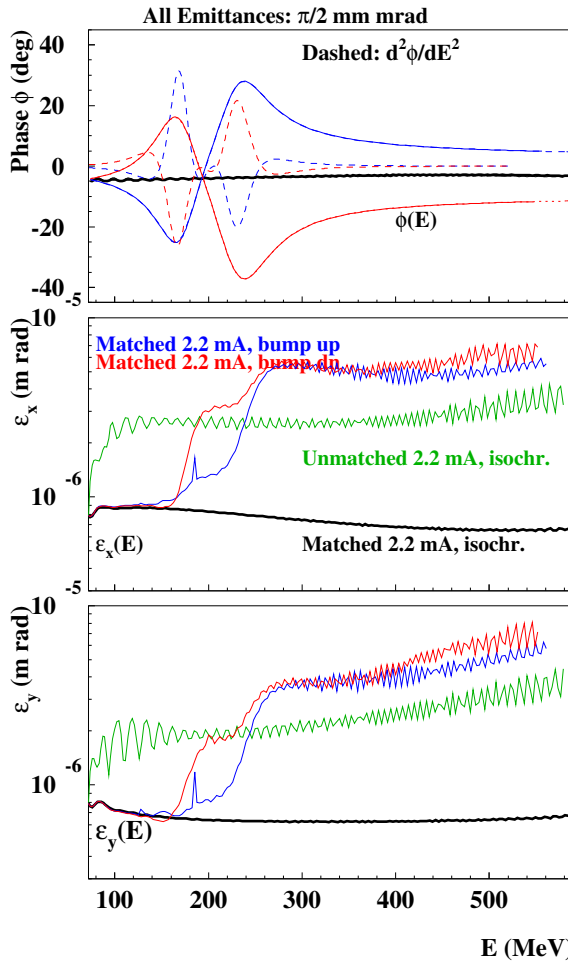 All Emittances: π/2 mm mrad
Dashed: d²φ/dE²
Phase φ (deg)
40
20
0
-20
-40
φ(E)
10⁻⁵
Matched 2.2 mA, bump up
Matched 2.2 mA, bump dn
Unmatched 2.2 mA, isochr.
Matched 2.2 mA, isochr.
εₓ (m rad)
10⁻⁶
εₓ(E)
10⁻⁵
ε_y (m rad)
10⁻⁶
ε_y(E)
100 200 300 400 500
E (MeV)